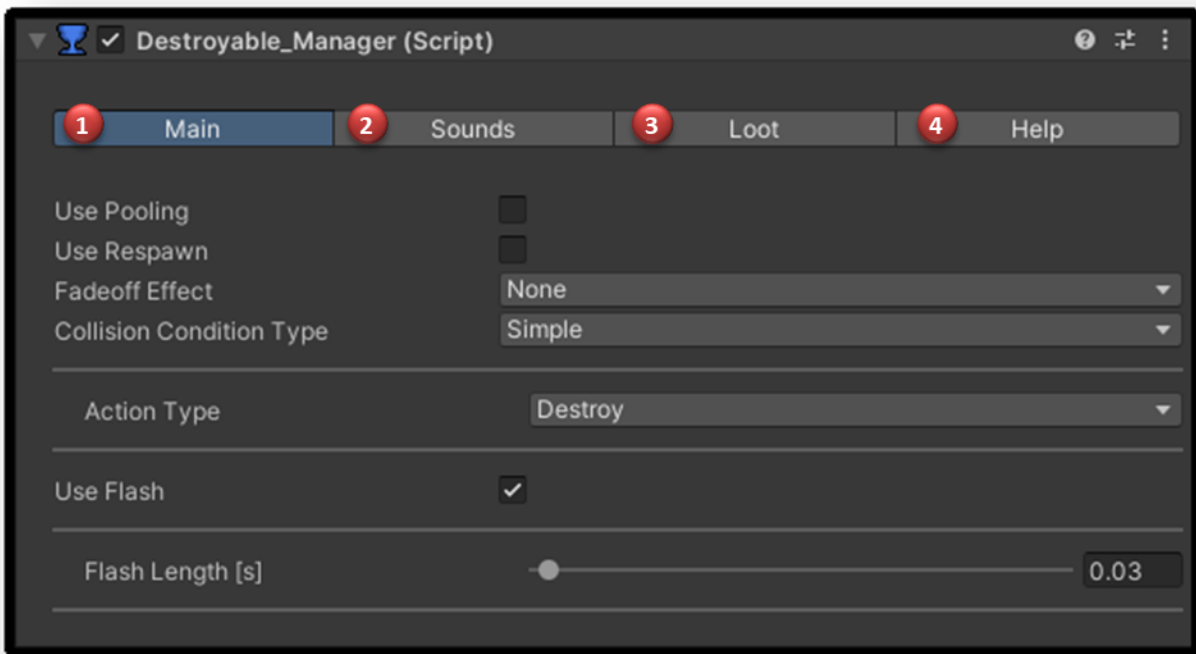 Destroyable_Manager (Script)
1 Main 2 Sounds 3 Loot 4 Help
Use Pooling
Use Respawn
Fadeoff Effect None
Collision Condition Type Simple
Action Type Destroy
Use Flash
Flash Length [s] 0.03